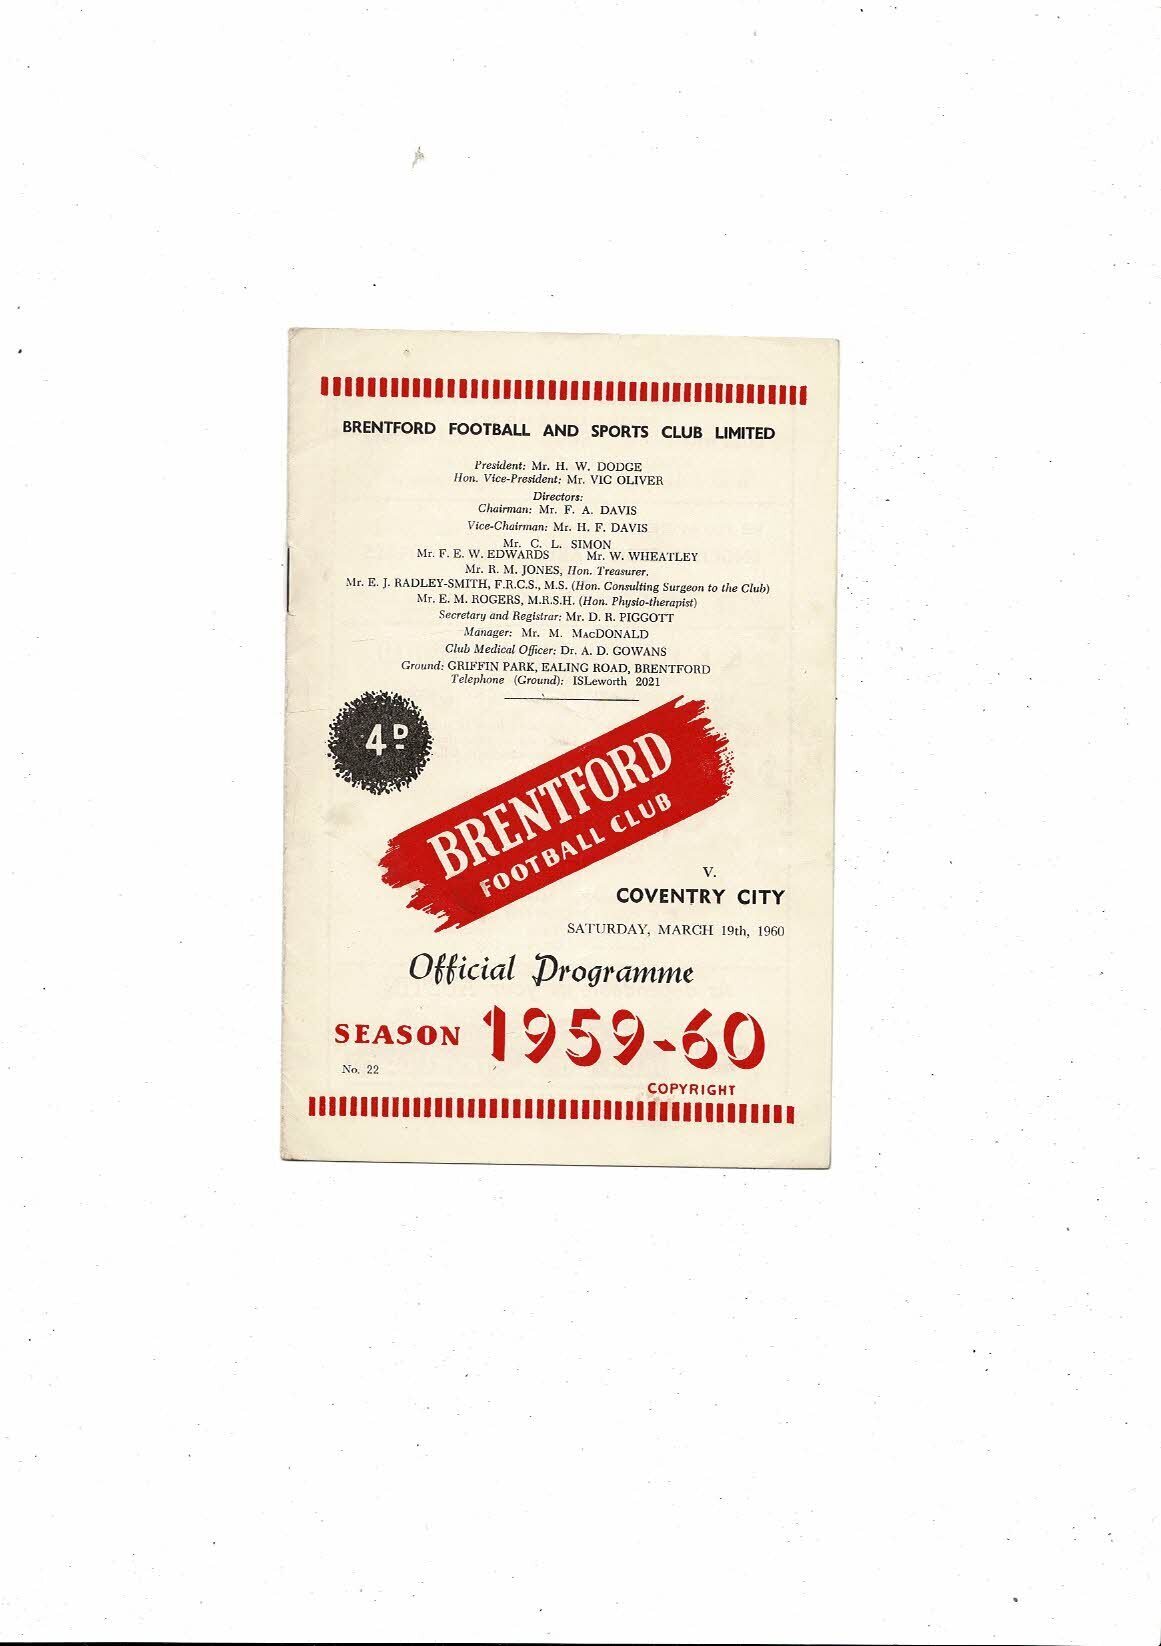 BRENTFORD FOOTBALL AND SPORTS CLUB LIMITED
President: Mr. H. W. DODGE
Hon. Vice-President: Mr. VIC OLIVER
Directors:
Chairman: Mr. F. A. DAVIS
Vice-Chairman: Mr. H. F. DAVIS
Mr. C. L. SIMON
Mr. F. E. W. EDWARDS Mr. W. WHEATLEY
Mr. R. M. JONES, Hon. Treasurer.
Mr. E. J. RADLEY-SMITH, F.R.C.S., M.S. (Hon. Consulting Surgeon to the Club)
Mr. E. M. ROGERS, M.R.S.H. (Hon. Physio-therapist)
Secretary and Registrar: Mr. D. R. PIGGOTT
Manager: Mr. M. MacDONALD
Club Medical Officer: Dr. A. D. GOWANS
Ground: GRIFFIN PARK, EALING ROAD, BRENTFORD
Telephone (Ground): ISLeworth 2021
4D
BRENTFORD
FOOTBALL CLUB
V.
COVENTRY CITY
SATURDAY, MARCH 19th, 1960
Official Programme
SEASON 1959-60
No. 22
COPYRIGHT